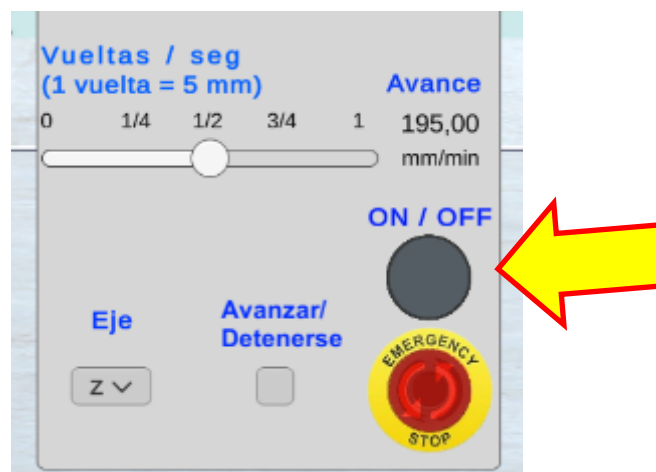 Vueltas / seg
(1 vuelta = 5 mm)
Avance
0 1/4 1/2 3/4 1
195,00
mm/min
ON / OFF
Eje
Avanzar/
Detenerse
Z
EMERGENCY
STOP